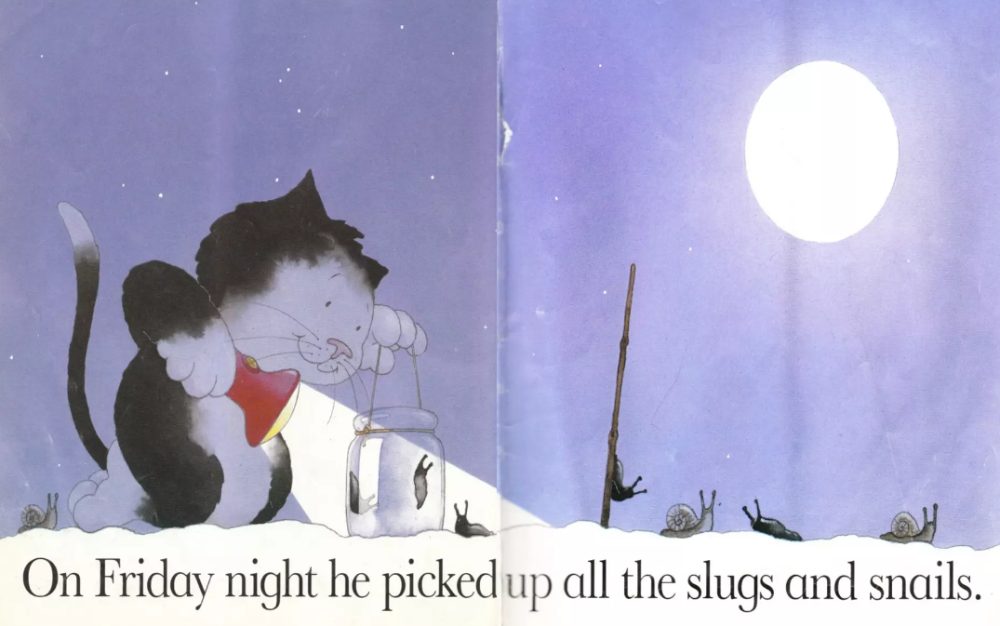 On Friday night he picked up all the slugs and snails.